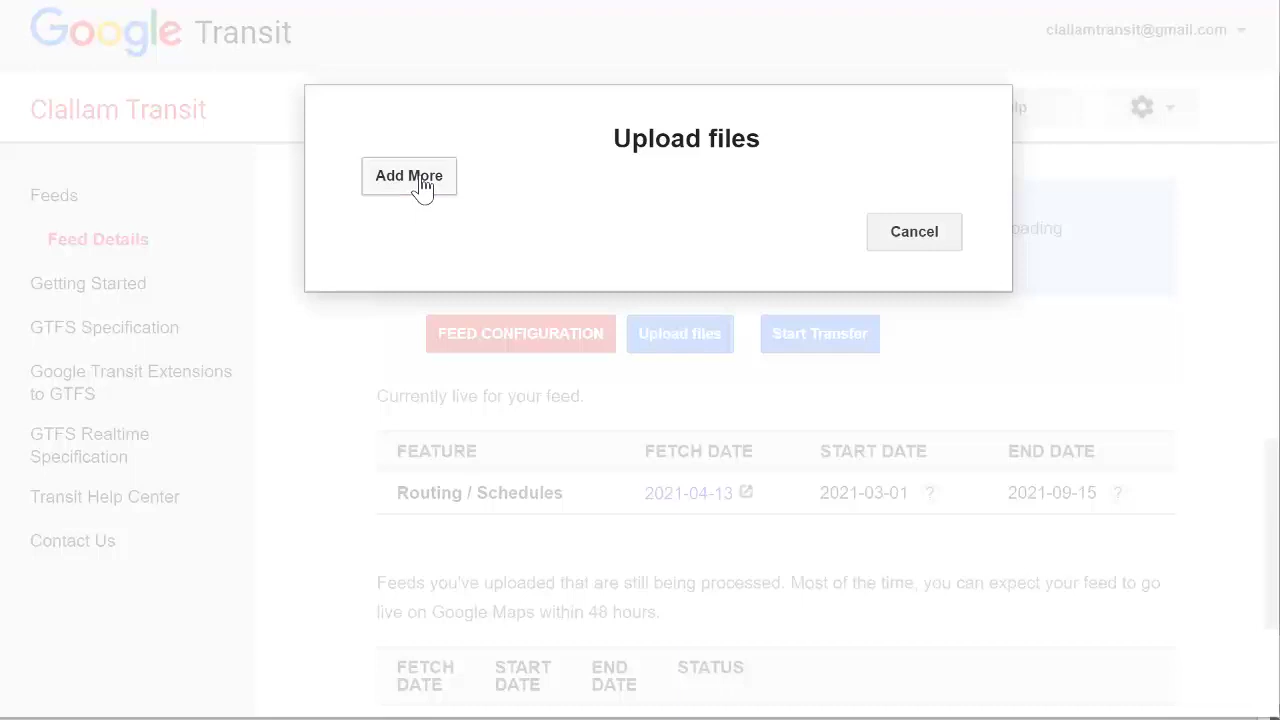 Google Transit
clallamtransit@gmail.com
Clallam Transit
Upload files
Add More
Cancel
Feeds
Feed Details
Getting Started
GTFS Specification
Google Transit Extensions
to GTFS
GTFS Realtime
Specification
Transit Help Center
Contact Us
FEED CONFIGURATION
Upload files
Start Transfer
Currently live for your feed.
FEATURE FETCH DATE START DATE END DATE
Routing / Schedules 2021-04-13 2021-03-01 ? 2021-09-15 ?
Feeds you've uploaded that are still being processed. Most of the time, you can expect your feed to go
live on Google Maps within 48 hours.
FETCH START END STATUS
DATE DATE DATE